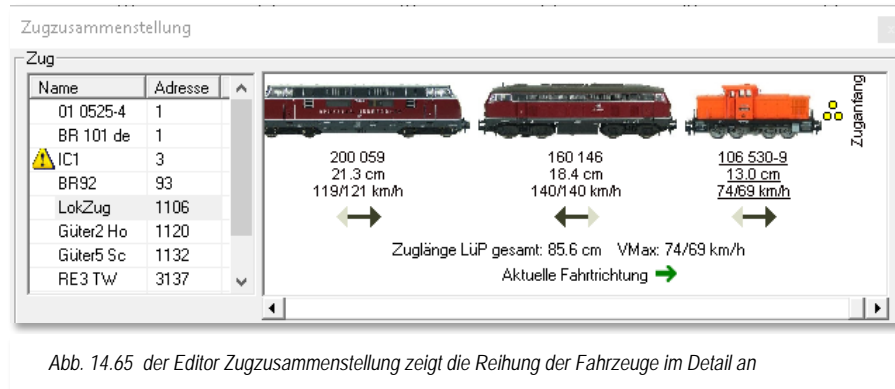 Zugzusammenstellung
Zug
Name Adresse
01 0525-4 1
BR 101 de 1
IC1 3
BR92 93
LokZug 1106
Güter2 Ho 1120
Güter5 Sc 1132
RE3 TW 3137
Zuganfang
200 059 160 146 106 530-9
21.3 cm 18.4 cm 13.0 cm
119/121 km/h 140/140 km/h 74/69 km/h
Zuglänge LüP gesamt: 85.6 cm VMax: 74/69 km/h
Aktuelle Fahrtrichtung
Abb. 14.65 der Editor Zugzusammenstellung zeigt die Reihung der Fahrzeuge im Detail an